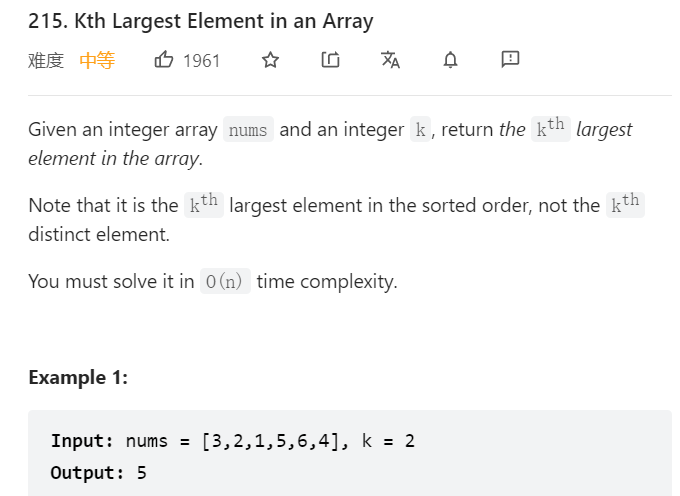 215. Kth Largest Element in an Array
难度 中等 1961
Given an integer array nums and an integer k, return the kth largest
element in the array.
Note that it is the kth largest element in the sorted order, not the kth
distinct element.
You must solve it in O(n) time complexity.
Example 1:
Input: nums = [3,2,1,5,6,4], k = 2
Output: 5